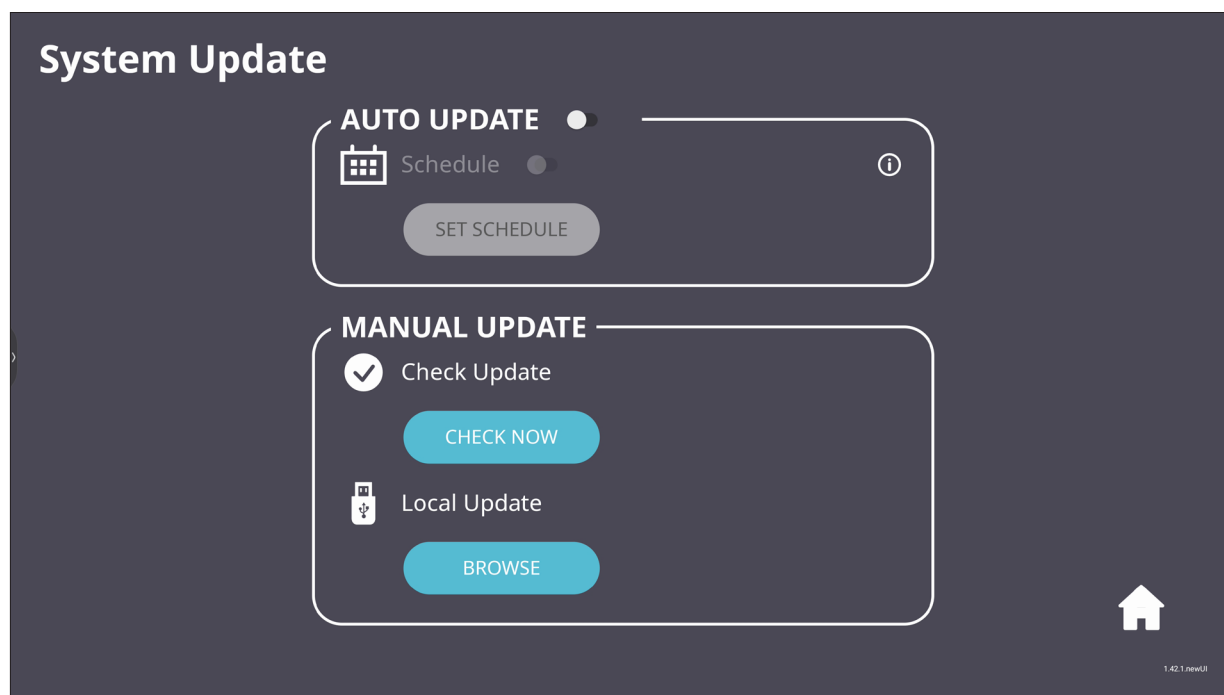 System Update
AUTO UPDATE
Schedule
SET SCHEDULE
MANUAL UPDATE
Check Update
CHECK NOW
Local Update
BROWSE
1.42.1.newUI